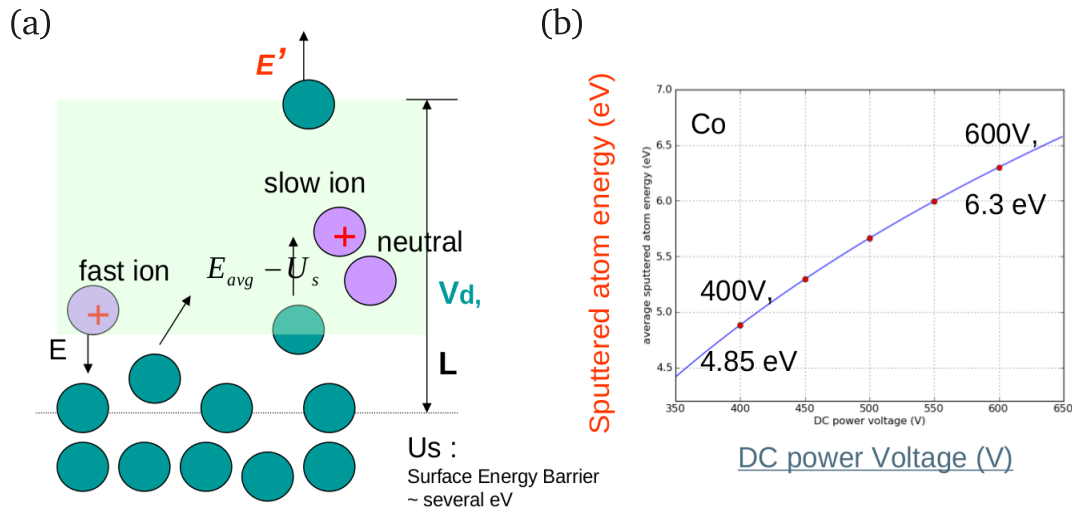 (a)
E’
slow ion
+
neutral
fast ion
+
E_avg − U_s
Vd,
E
L
Us :
Surface Energy Barrier
~ several eV
(b)
Sputtered atom energy (eV)
average sputtered atom energy (eV)
7.0
6.5
6.0
5.5
5.0
4.5
Co
600V,
6.3 eV
400V,
4.85 eV
350 400 450 500 550 600 650
DC power voltage (V)
DC power Voltage (V)